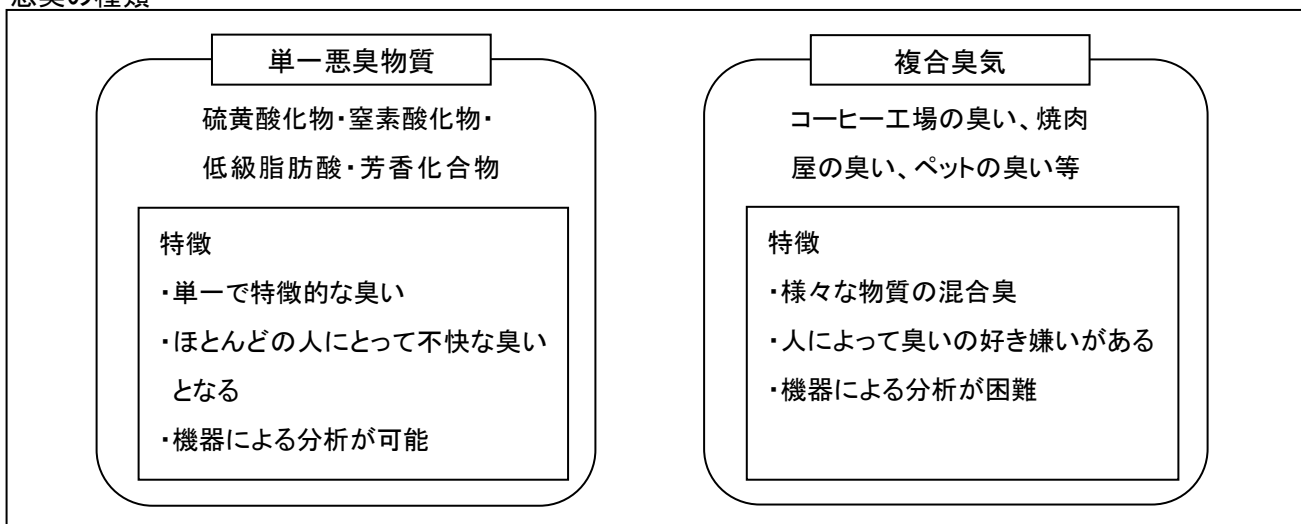 悪臭の種類
単一悪臭物質
硫黄酸化物・窒素酸化物・
低級脂肪酸・芳香化合物
特徴
・単一で特徴的な臭い
・ほとんどの人にとって不快な臭い
となる
・機器による分析が可能
複合臭気
コーヒー工場の臭い、焼肉
屋の臭い、ペットの臭い等
特徴
・様々な物質の混合臭
・人によって臭いの好き嫌いがある
・機器による分析が困難